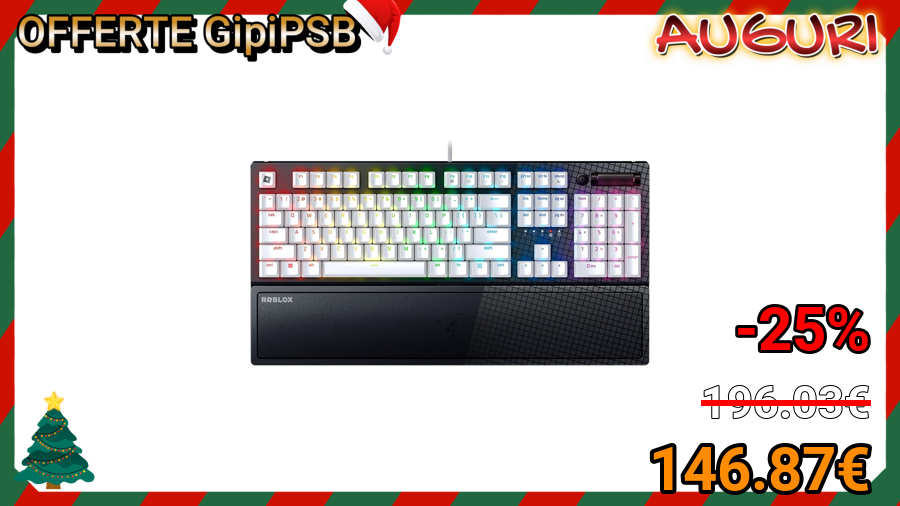 OFFERTE GipiPSB
AUGURI
ROBLOX
-25%
196.03€
146.87€